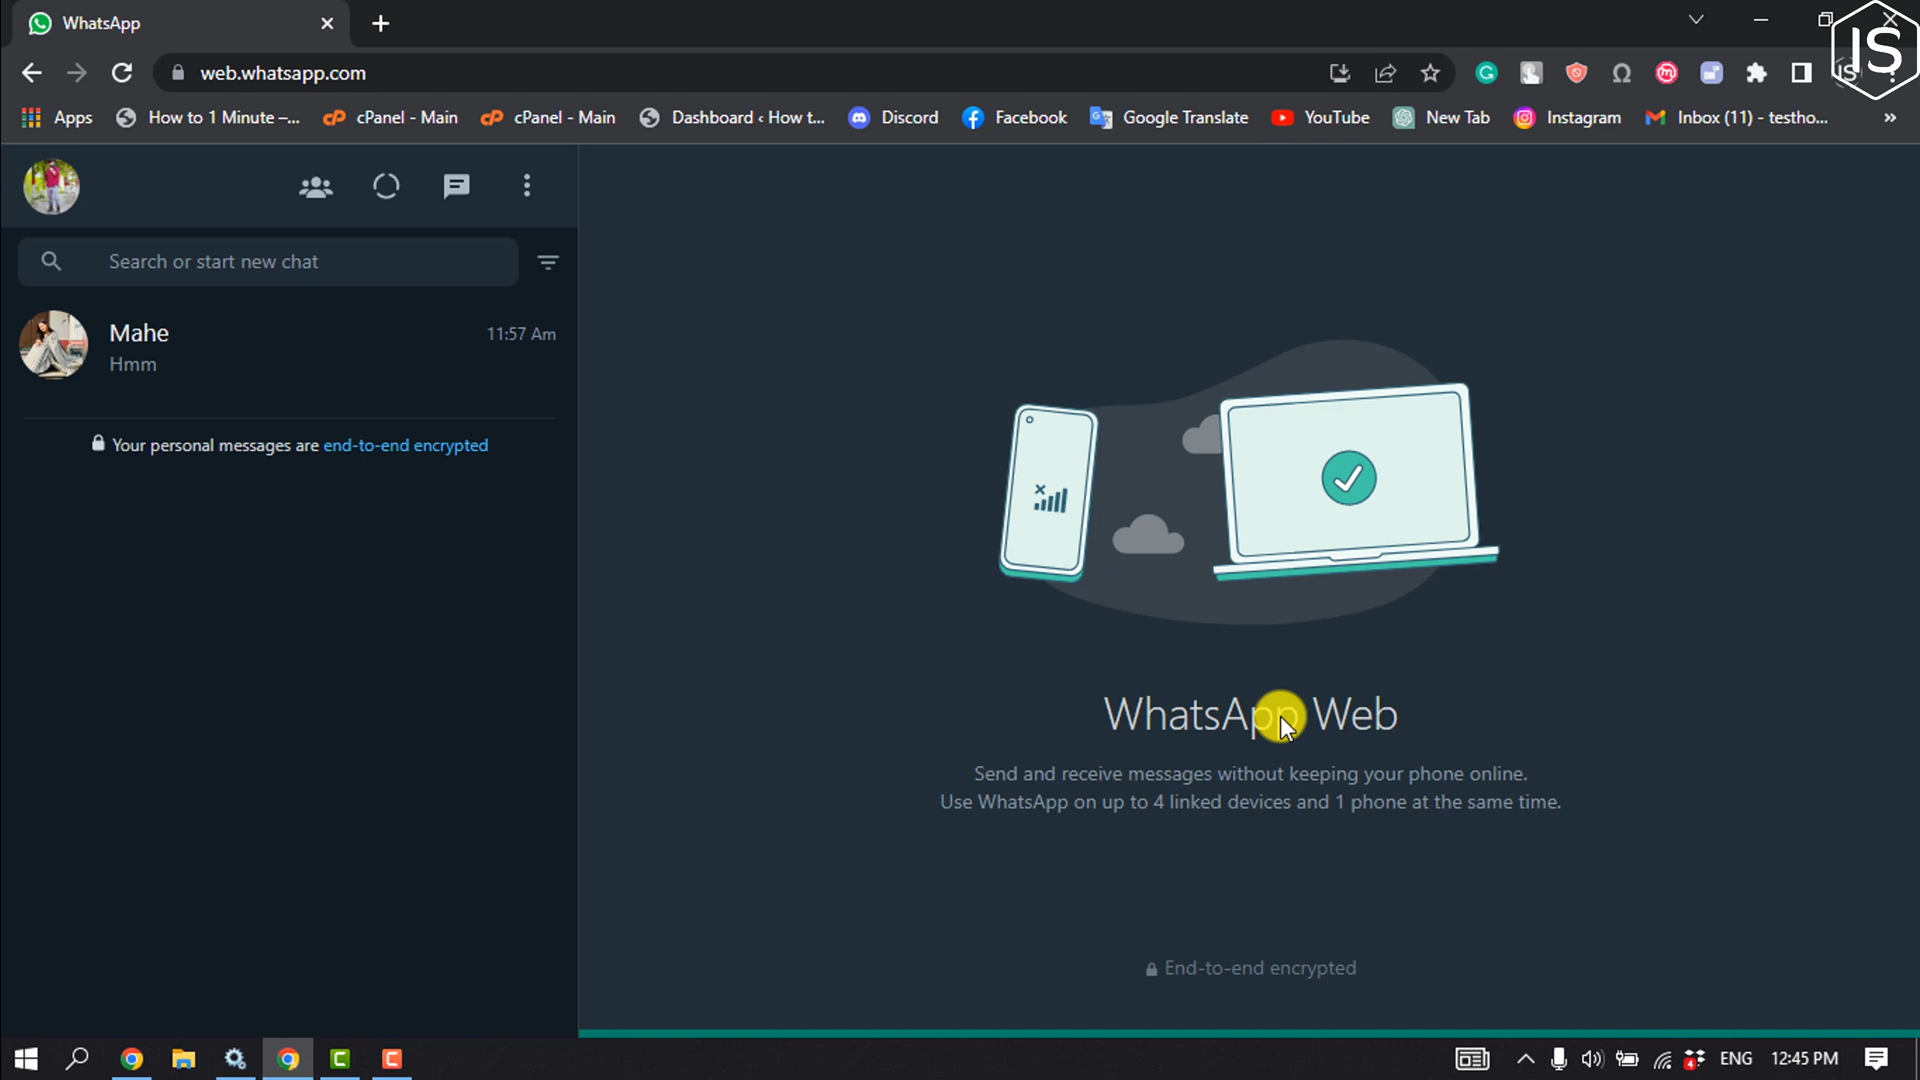 WhatsApp
web.whatsapp.com
JS
Apps How to 1 Minute –... cPanel - Main cPanel - Main Dashboard ‹ How t... Discord Facebook Google Translate YouTube New Tab Instagram Inbox (11) - testho... »
Search or start new chat
Mahe 11:57 Am
Hmm
Your personal messages are end-to-end encrypted
WhatsApp Web
Send and receive messages without keeping your phone online.
Use WhatsApp on up to 4 linked devices and 1 phone at the same time.
End-to-end encrypted
4 ENG 12:45 PM